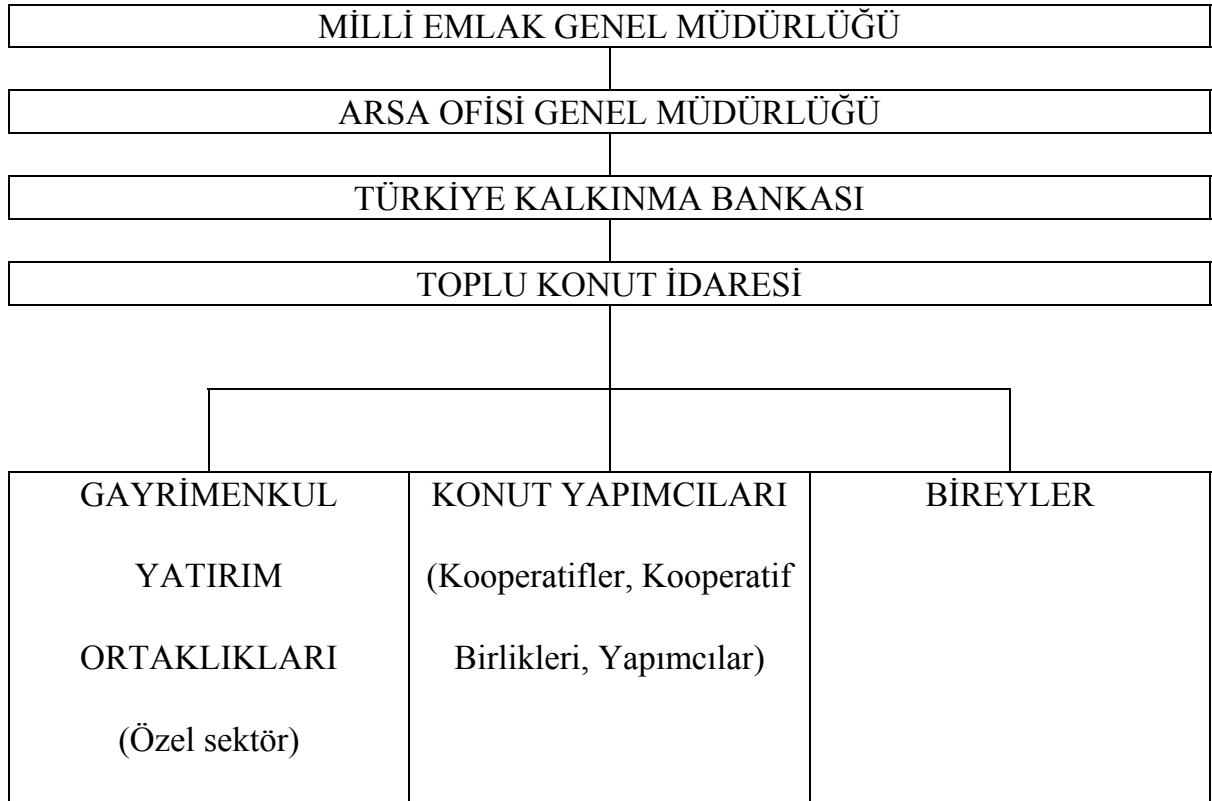 MİLLİ EMLAK GENEL MÜDÜRLÜĞÜ
ARSA OFİSİ GENEL MÜDÜRLÜĞÜ
TÜRKİYE KALKINMA BANKASI
TOPLU KONUT İDARESİ
GAYRİMENKUL
YATIRIM
ORTAKLIKLARI
(Özel sektör)
KONUT YAPIMCILARI
(Kooperatifler, Kooperatif
Birlikleri, Yapımcılar)
BİREYLER